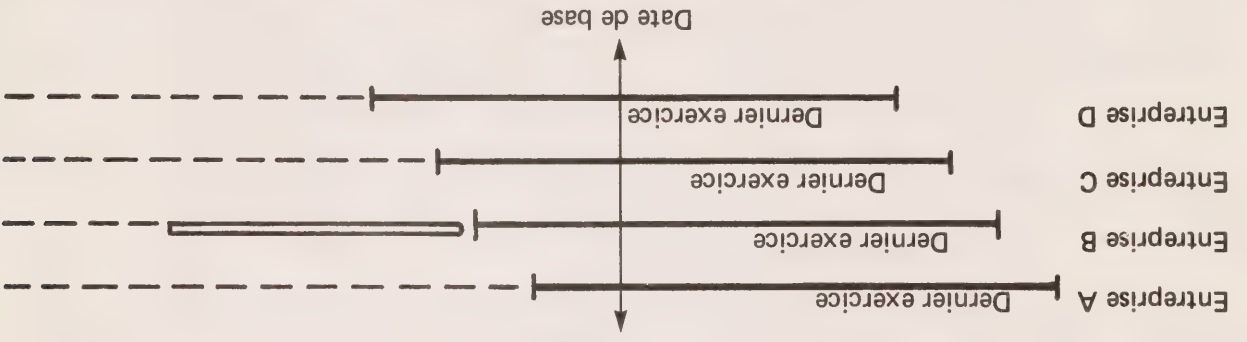 Entreprise A Dernier exercice
Entreprise B Dernier exercice
Entreprise C Dernier exercice
Entreprise D Dernier exercice
Date de base